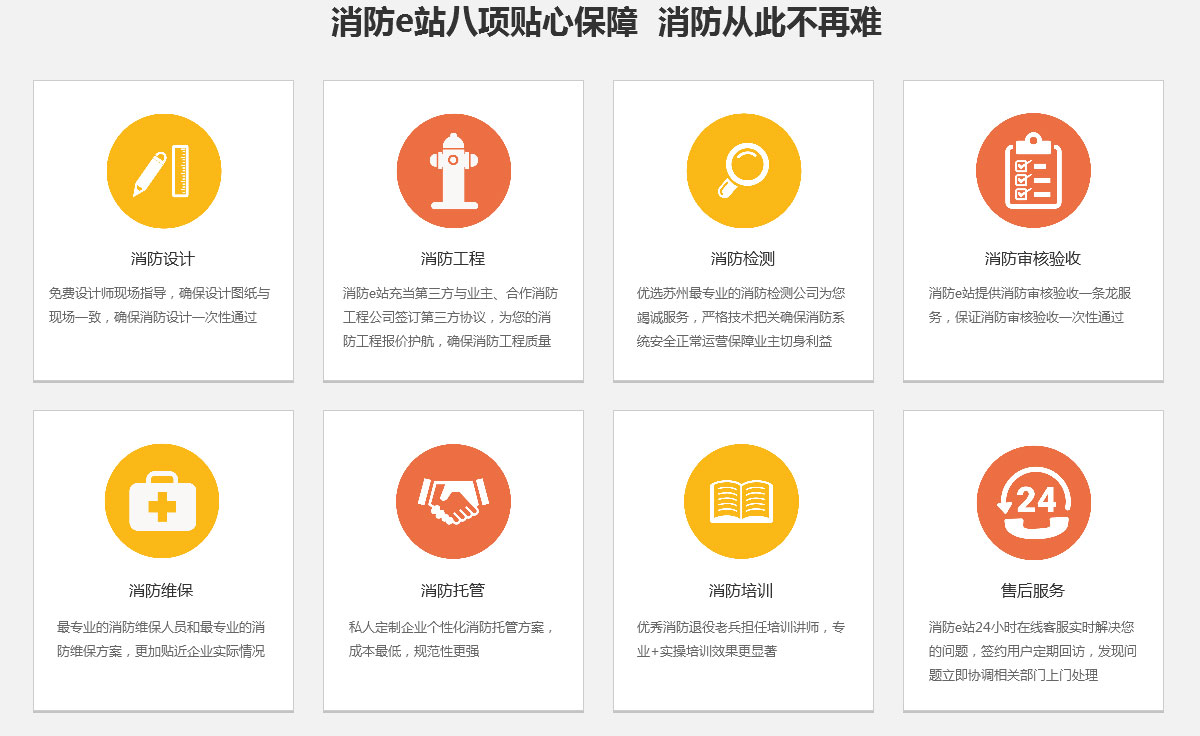 消防e站八项贴心保障 消防从此不再难
消防设计
免费设计师现场指导，确保设计图纸与
现场一致，确保消防设计一次性通过
消防工程
消防e站充当第三方与业主、合作消防
工程公司签订第三方协议，为您的消
防工程报价护航，确保消防工程质量
消防检测
优选苏州最专业的消防检测公司为您
竭诚服务，严格技术把关确保消防系
统安全正常运营保障业主切身利益
消防审核验收
消防e站提供消防审核验收一条龙服
务，保证消防审核验收一次性通过
消防维保
最专业的消防维保人员和最专业的消
防维保方案，更加贴近企业实际情况
消防托管
私人定制企业个性化消防托管方案，
成本最低，规范性更强
消防培训
优秀消防退役老兵担任培训讲师，专
业+实操培训效果更显著
24
售后服务
消防e站24小时在线客服实时解决您
的问题，签约用户定期回访，发现问
题立即协调相关部门上门处理